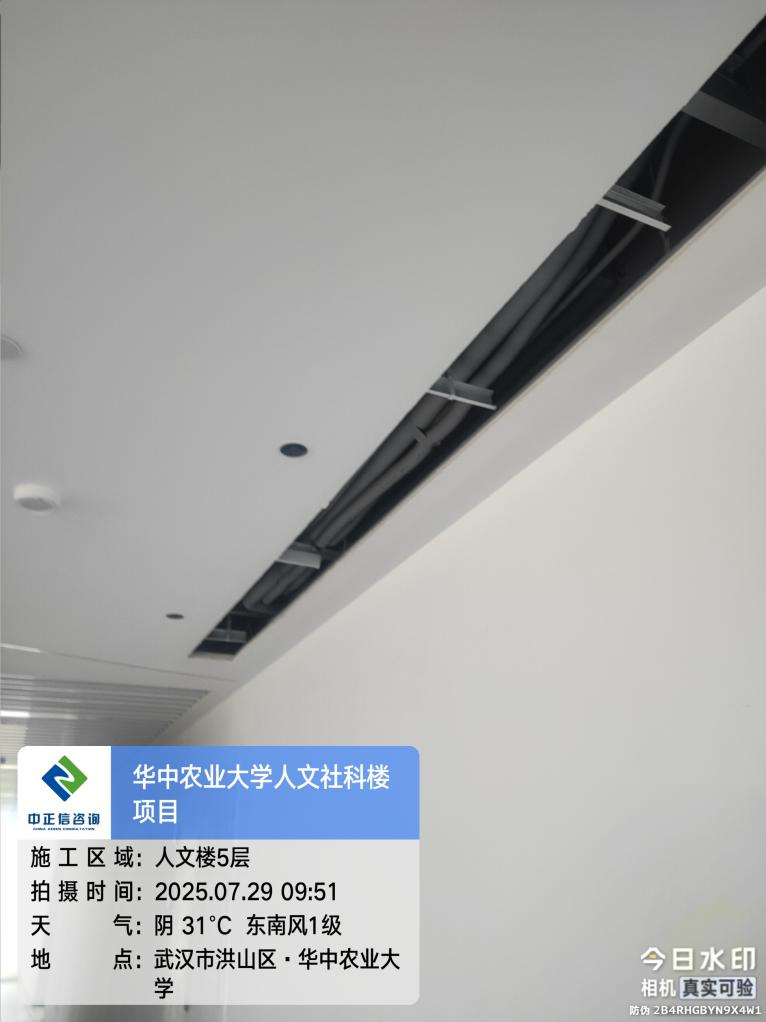 华中农业大学人文社科楼
项目
中正信咨询
CHINA ZENXIN CONSULTATION
施工区域：人文楼5层
拍摄时间：2025.07.29 09:51
天气：阴 31℃ 东南风1级
地点：武汉市洪山区·华中农业大
学
今日水印
相机 真实可验
防伪 2B4RHGBYN9X4W1